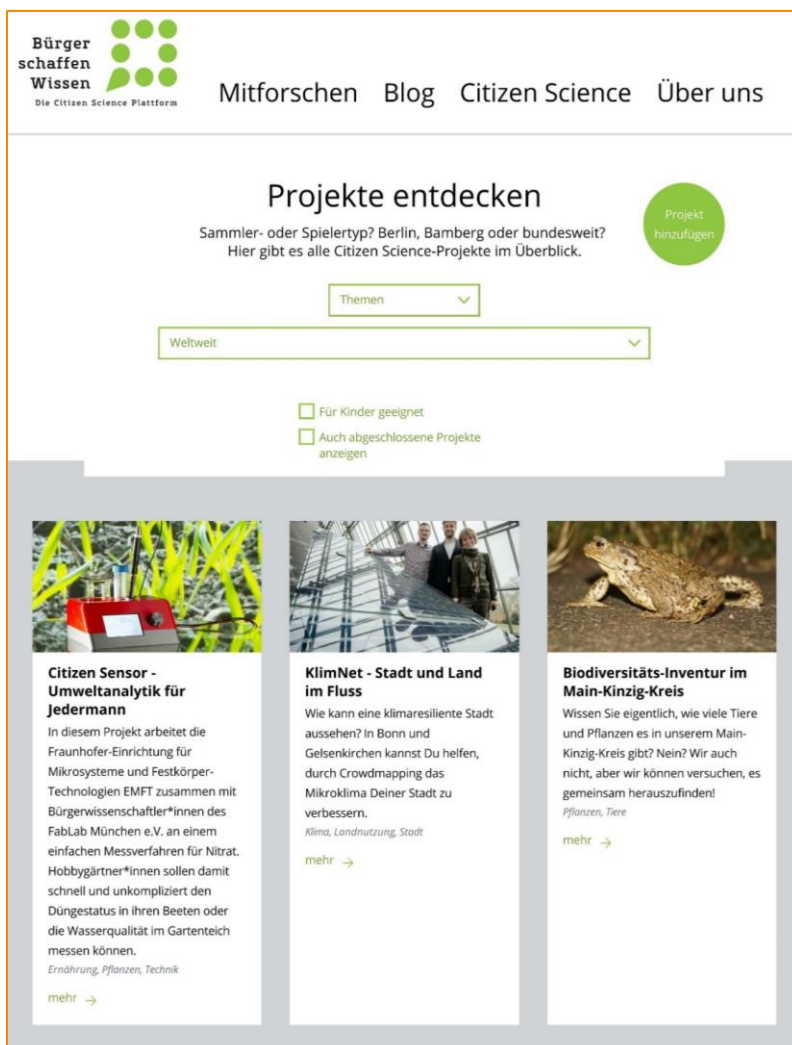 Bürger
schaffen
Wissen
Die Citizen Science Plattform
Mitforschen Blog Citizen Science Über uns
Projekte entdecken
Sammler- oder Spielertyp? Berlin, Bamberg oder bundesweit?
Hier gibt es alle Citizen Science-Projekte im Überblick.
Projekt
hinzufügen
Themen
Weltweit
Für Kinder geeignet
Auch abgeschlossene Projekte
anzeigen
Citizen Sensor -
Umweltanalytik für
Jedermann
In diesem Projekt arbeitet die
Fraunhofer-Einrichtung für
Mikrosysteme und Festkörper-
Technologien EMFT zusammen mit
Bürgerwissenschaftler*innen des
FabLab München e.V. an einem
einfachen Messverfahren für Nitrat.
Hobbygärtner*innen sollen damit
schnell und unkompliziert den
Düngestatus in ihren Beeten oder
die Wasserqualität im Gartenteich
messen können.
Ernährung, Pflanzen, Technik
mehr →
KlimNet - Stadt und Land
im Fluss
Wie kann eine klimaresiliente Stadt
aussehen? In Bonn und
Gelsenkirchen kannst Du helfen,
durch Crowdmapping das
Mikroklima Deiner Stadt zu
verbessern.
Klima, Landnutzung, Stadt
mehr →
Biodiversitäts-Inventur im
Main-Kinzig-Kreis
Wissen Sie eigentlich, wie viele Tiere
und Pflanzen es in unserem Main-
Kinzig-Kreis gibt? Nein? Wir auch
nicht, aber wir können versuchen, es
gemeinsam herauszufinden!
Pflanzen, Tiere
mehr →